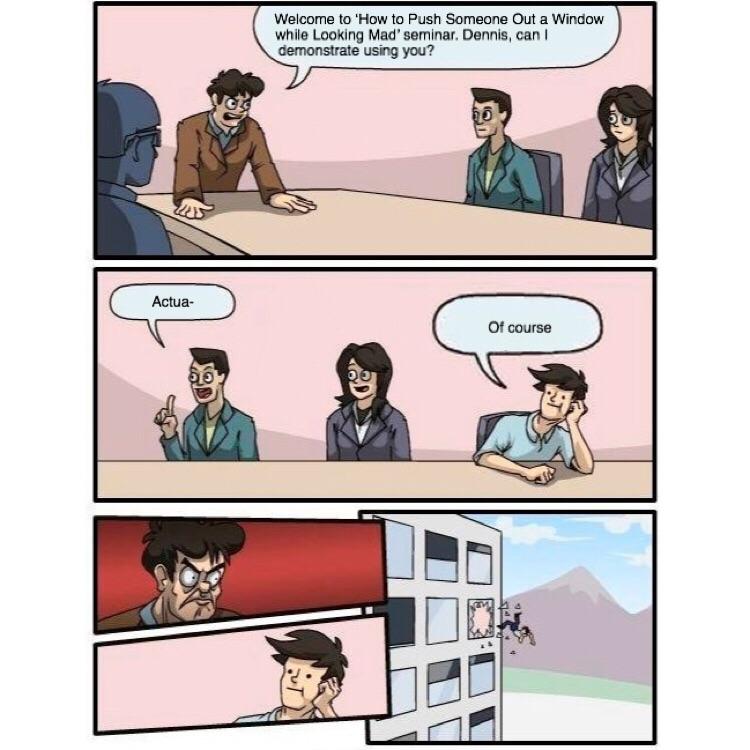 Welcome to 'How to Push Someone Out a Window
while Looking Mad' seminar. Dennis, can I
demonstrate using you?
Actua-
Of course